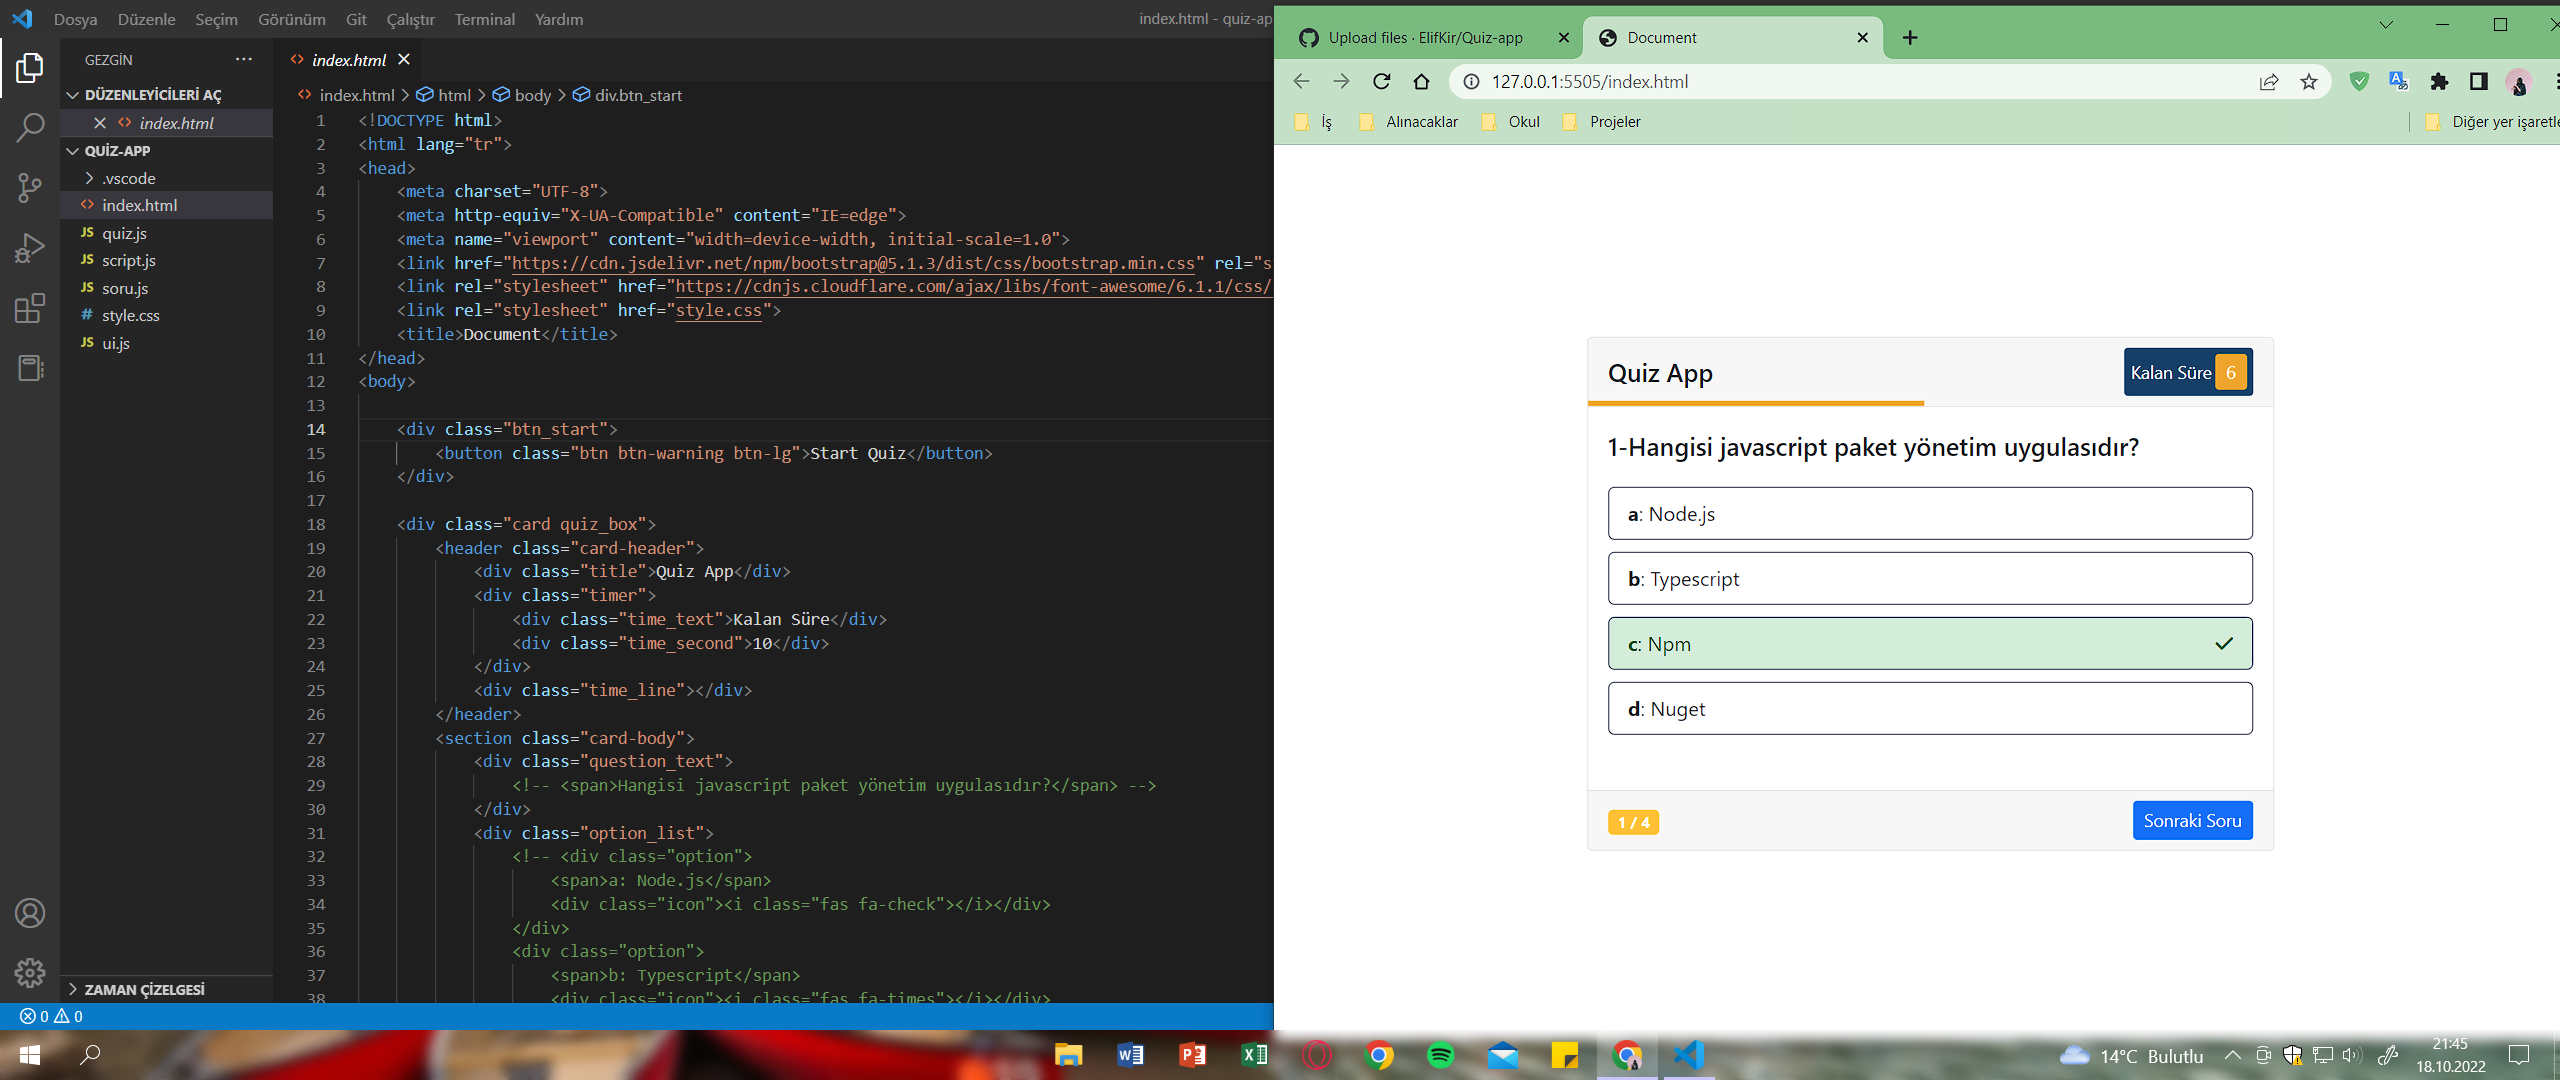 Dosya Düzenle Seçim Görünüm Git Çalıştır Terminal Yardım
index.html - quiz-ap
GEZGİN
DÜZENLEYİCİLERİ AÇ
index.html
QUİZ-APP
.vscode
index.html
JS quiz.js
JS script.js
JS soru.js
# style.css
JS ui.js
ZAMAN ÇİZELGESİ
0 0
index.html
index.html > html > body > div.btn_start
1 <!DOCTYPE html>
2 <html lang="tr">
3 <head>
4 <meta charset="UTF-8">
5 <meta http-equiv="X-UA-Compatible" content="IE=edge">
6 <meta name="viewport" content="width=device-width, initial-scale=1.0">
7 <link href="https://cdn.jsdelivr.net/npm/bootstrap@5.1.3/dist/css/bootstrap.min.css" rel="s
8 <link rel="stylesheet" href="https://cdnjs.cloudflare.com/ajax/libs/font-awesome/6.1.1/css/
9 <link rel="stylesheet" href="style.css">
10 <title>Document</title>
11 </head>
12 <body>
13
14 <div class="btn_start">
15 <button class="btn btn-warning btn-lg">Start Quiz</button>
16 </div>
17
18 <div class="card quiz_box">
19 <header class="card-header">
20 <div class="title">Quiz App</div>
21 <div class="timer">
22 <div class="time_text">Kalan Süre</div>
23 <div class="time_second">10</div>
24 </div>
25 <div class="time_line"></div>
26 </header>
27 <section class="card-body">
28 <div class="question_text">
29 <!-- <span>Hangisi javascript paket yönetim uygulasıdır?</span> -->
30 </div>
31 <div class="option_list">
32 <!-- <div class="option">
33 <span>a: Node.js</span>
34 <div class="icon"><i class="fas fa-check"></i></div>
35 </div>
36 <div class="option">
37 <span>b: Typescript</span>
38 <div class="icon"><i class="fas fa-times"></i></div>
Upload files · ElifKir/Quiz-app
Document
127.0.0.1:5505/index.html
İş Alınacaklar Okul Projeler
Diğer yer işaretle
Quiz App
Kalan Süre 6
1-Hangisi javascript paket yönetim uygulasıdır?
a: Node.js
b: Typescript
c: Npm
d: Nuget
1 / 4
Sonraki Soru
14°C Bulutlu
21:45
18.10.2022